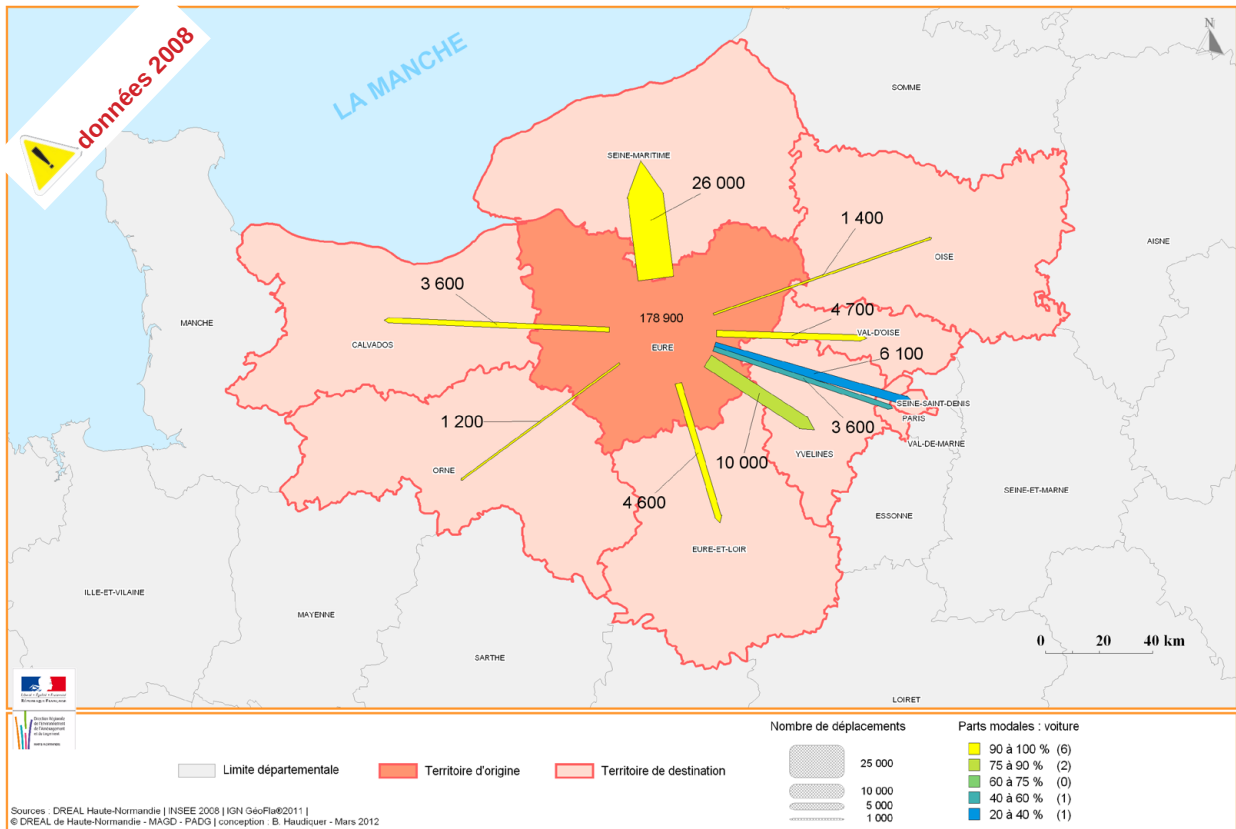 données 2008
N
LA MANCHE
SOMME
SEINE-MARITIME
26 000
1 400
OISE
AISNE
3 600
MANCHE
CALVADOS
178 900
EURE
4 700
VAL-D'OISE
6 100
SEINE-SAINT-DENIS
PARIS
VAL-DE-MARNE
3 600
YVELINES
10 000
1 200
ORNE
4 600
SEINE-ET-MARNE
ESSONNE
EURE-ET-LOIR
ILLE-ET-VILAINE
MAYENNE
SARTHE
LOIRET
0 20 40 km
RÉPUBLIQUE FRANÇAISE
Limite départementale
Territoire d'origine
Territoire de destination
Nombre de déplacements
25 000
10 000
5 000
1 000
Parts modales : voiture
90 à 100 % (6)
75 à 90 % (2)
60 à 75 % (0)
40 à 60 % (1)
20 à 40 % (1)
Sources : DREAL Haute-Normandie | INSEE 2008 | IGN GéoFla®2011 |
© DREAL de Haute-Normandie - MAGD - PADG | conception : B. Haudiquer - Mars 2012